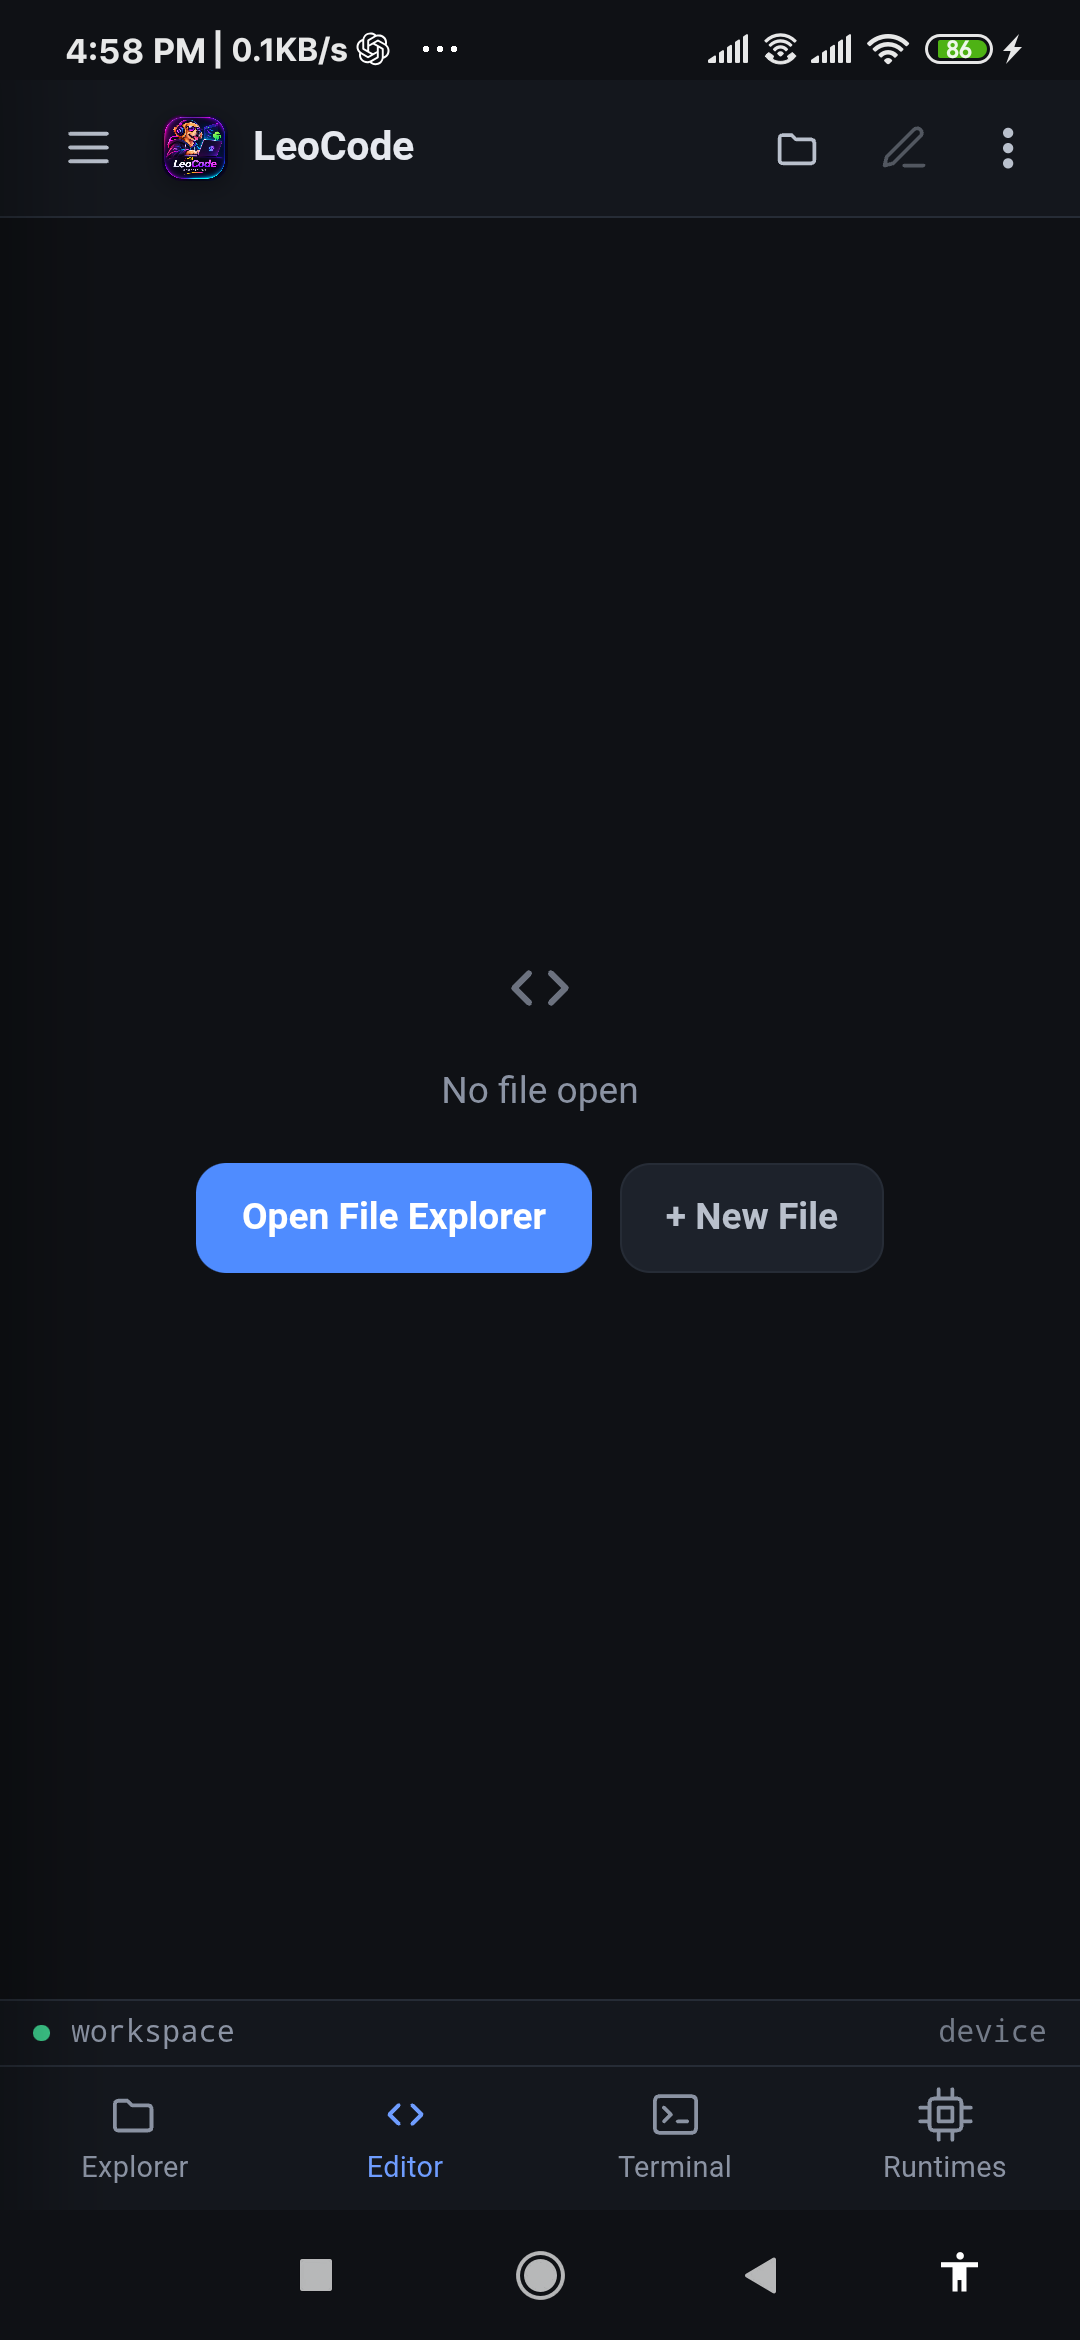 4:58 PM | 0.1KB/s
86
LeoCode
LeoCode
No file open
Open File Explorer
+ New File
workspace
device
Explorer
Editor
Terminal
Runtimes